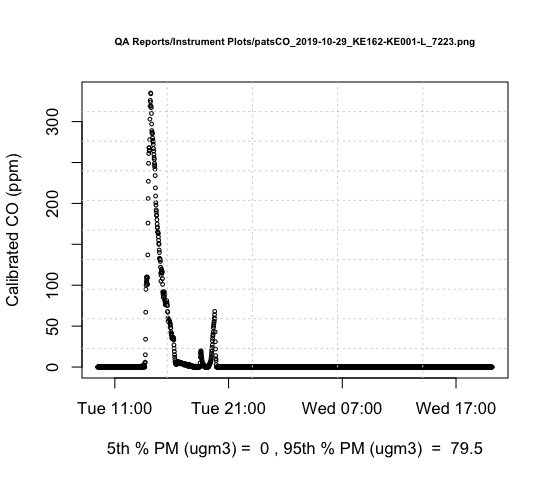 QA Reports/Instrument Plots/patsCO_2019-10-29_KE162-KE001-L_7223.png
Calibrated CO (ppm)
300
200
100
50
0
Tue 11:00 Tue 21:00 Wed 07:00 Wed 17:00
5th % PM (ugm3) =  0 , 95th % PM (ugm3)  =  79.5